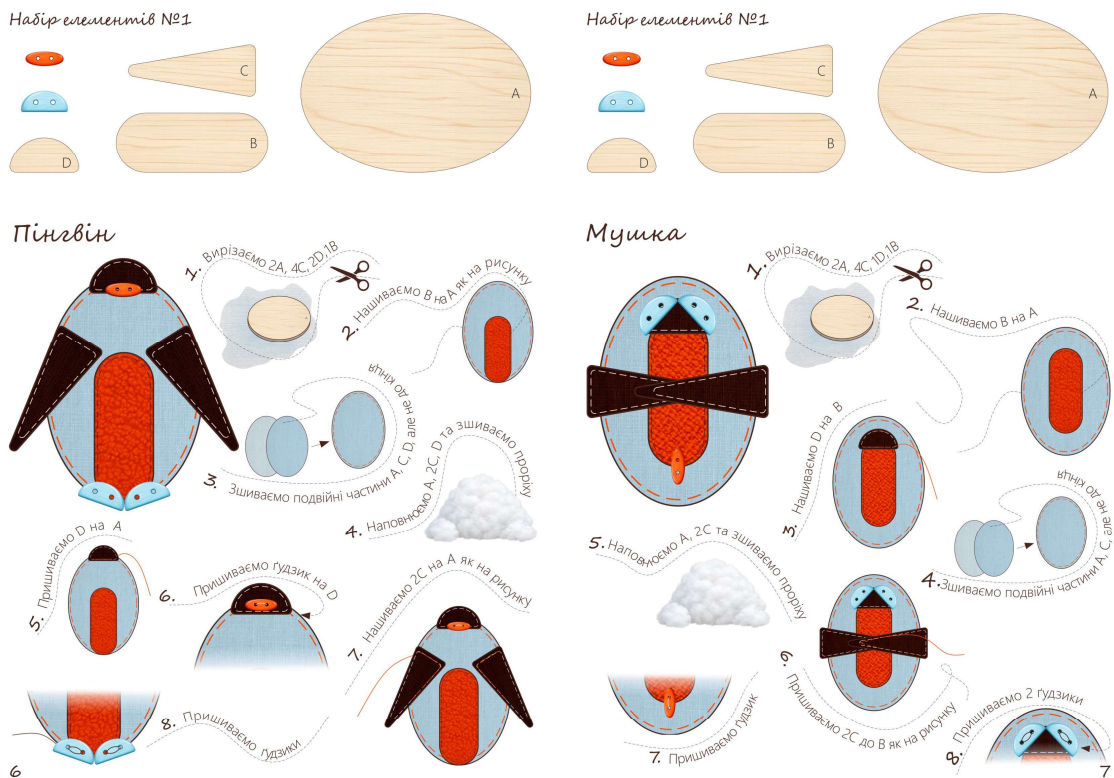 Набір елементів №1
C
A
B
D
Пінгвін
1. Вирізаємо 2A, 4C, 2D,1B
2. Нашиваємо B на A як на рисунку
3. Зшиваємо подвійні частини A, C, D, але не до кінця
4. Наповнюємо A, 2C, D та зшиваємо проріху
5. Пришиваємо D на A
6. Пришиваємо ґудзик на D
7. Нашиваємо 2C на A як на рисунку
8. Пришиваємо ґудзики
6
Набір елементів №1
C
A
B
D
Мушка
1. Вирізаємо 2A, 4C, 1D,1B
2. Нашиваємо B на A
3. Нашиваємо D на B
4. Зшиваємо подвійні частини A, C, але не до кінця
5. Наповнюємо A, 2C та зшиваємо проріху
6. Пришиваємо 2C до B як на рисунку
7. Пришиваємо ґудзик
8. Пришиваємо 2 ґудзики
7